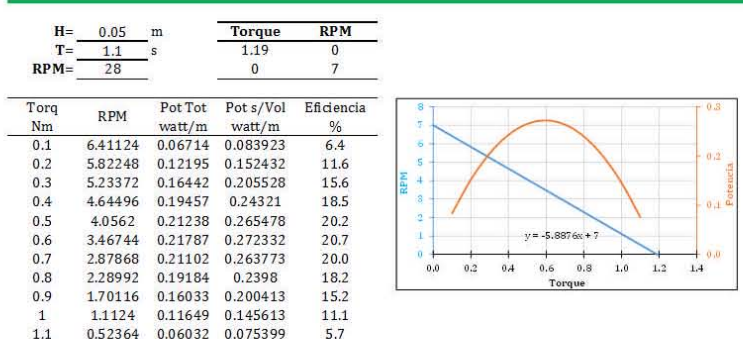 H= 0.05 m
T= 1.1 s
RPM= 28
Torque RPM
1.19 0
0 7
Torq Nm RPM Pot Tot watt/m Pot s/Vol watt/m Eficiencia %
0.1 6.41124 0.06714 0.083923 6.4
0.2 5.82248 0.12195 0.152432 11.6
0.3 5.23372 0.16442 0.205528 15.6
0.4 4.64496 0.19457 0.24321 18.5
0.5 4.0562 0.21238 0.265478 20.2
0.6 3.46744 0.21787 0.272332 20.7
0.7 2.87868 0.21102 0.263773 20.0
0.8 2.28992 0.19184 0.2398 18.2
0.9 1.70116 0.16033 0.200413 15.2
1 1.1124 0.11649 0.145613 11.1
1.1 0.52364 0.06032 0.075399 5.7
8
7
6
5
4
3
2
1
0
RPM
0.3
0.2
0.1
0.0
Potencia
y = -5.8876x + 7
0.0 0.2 0.4 0.6 0.8 1.0 1.2 1.4
Torque